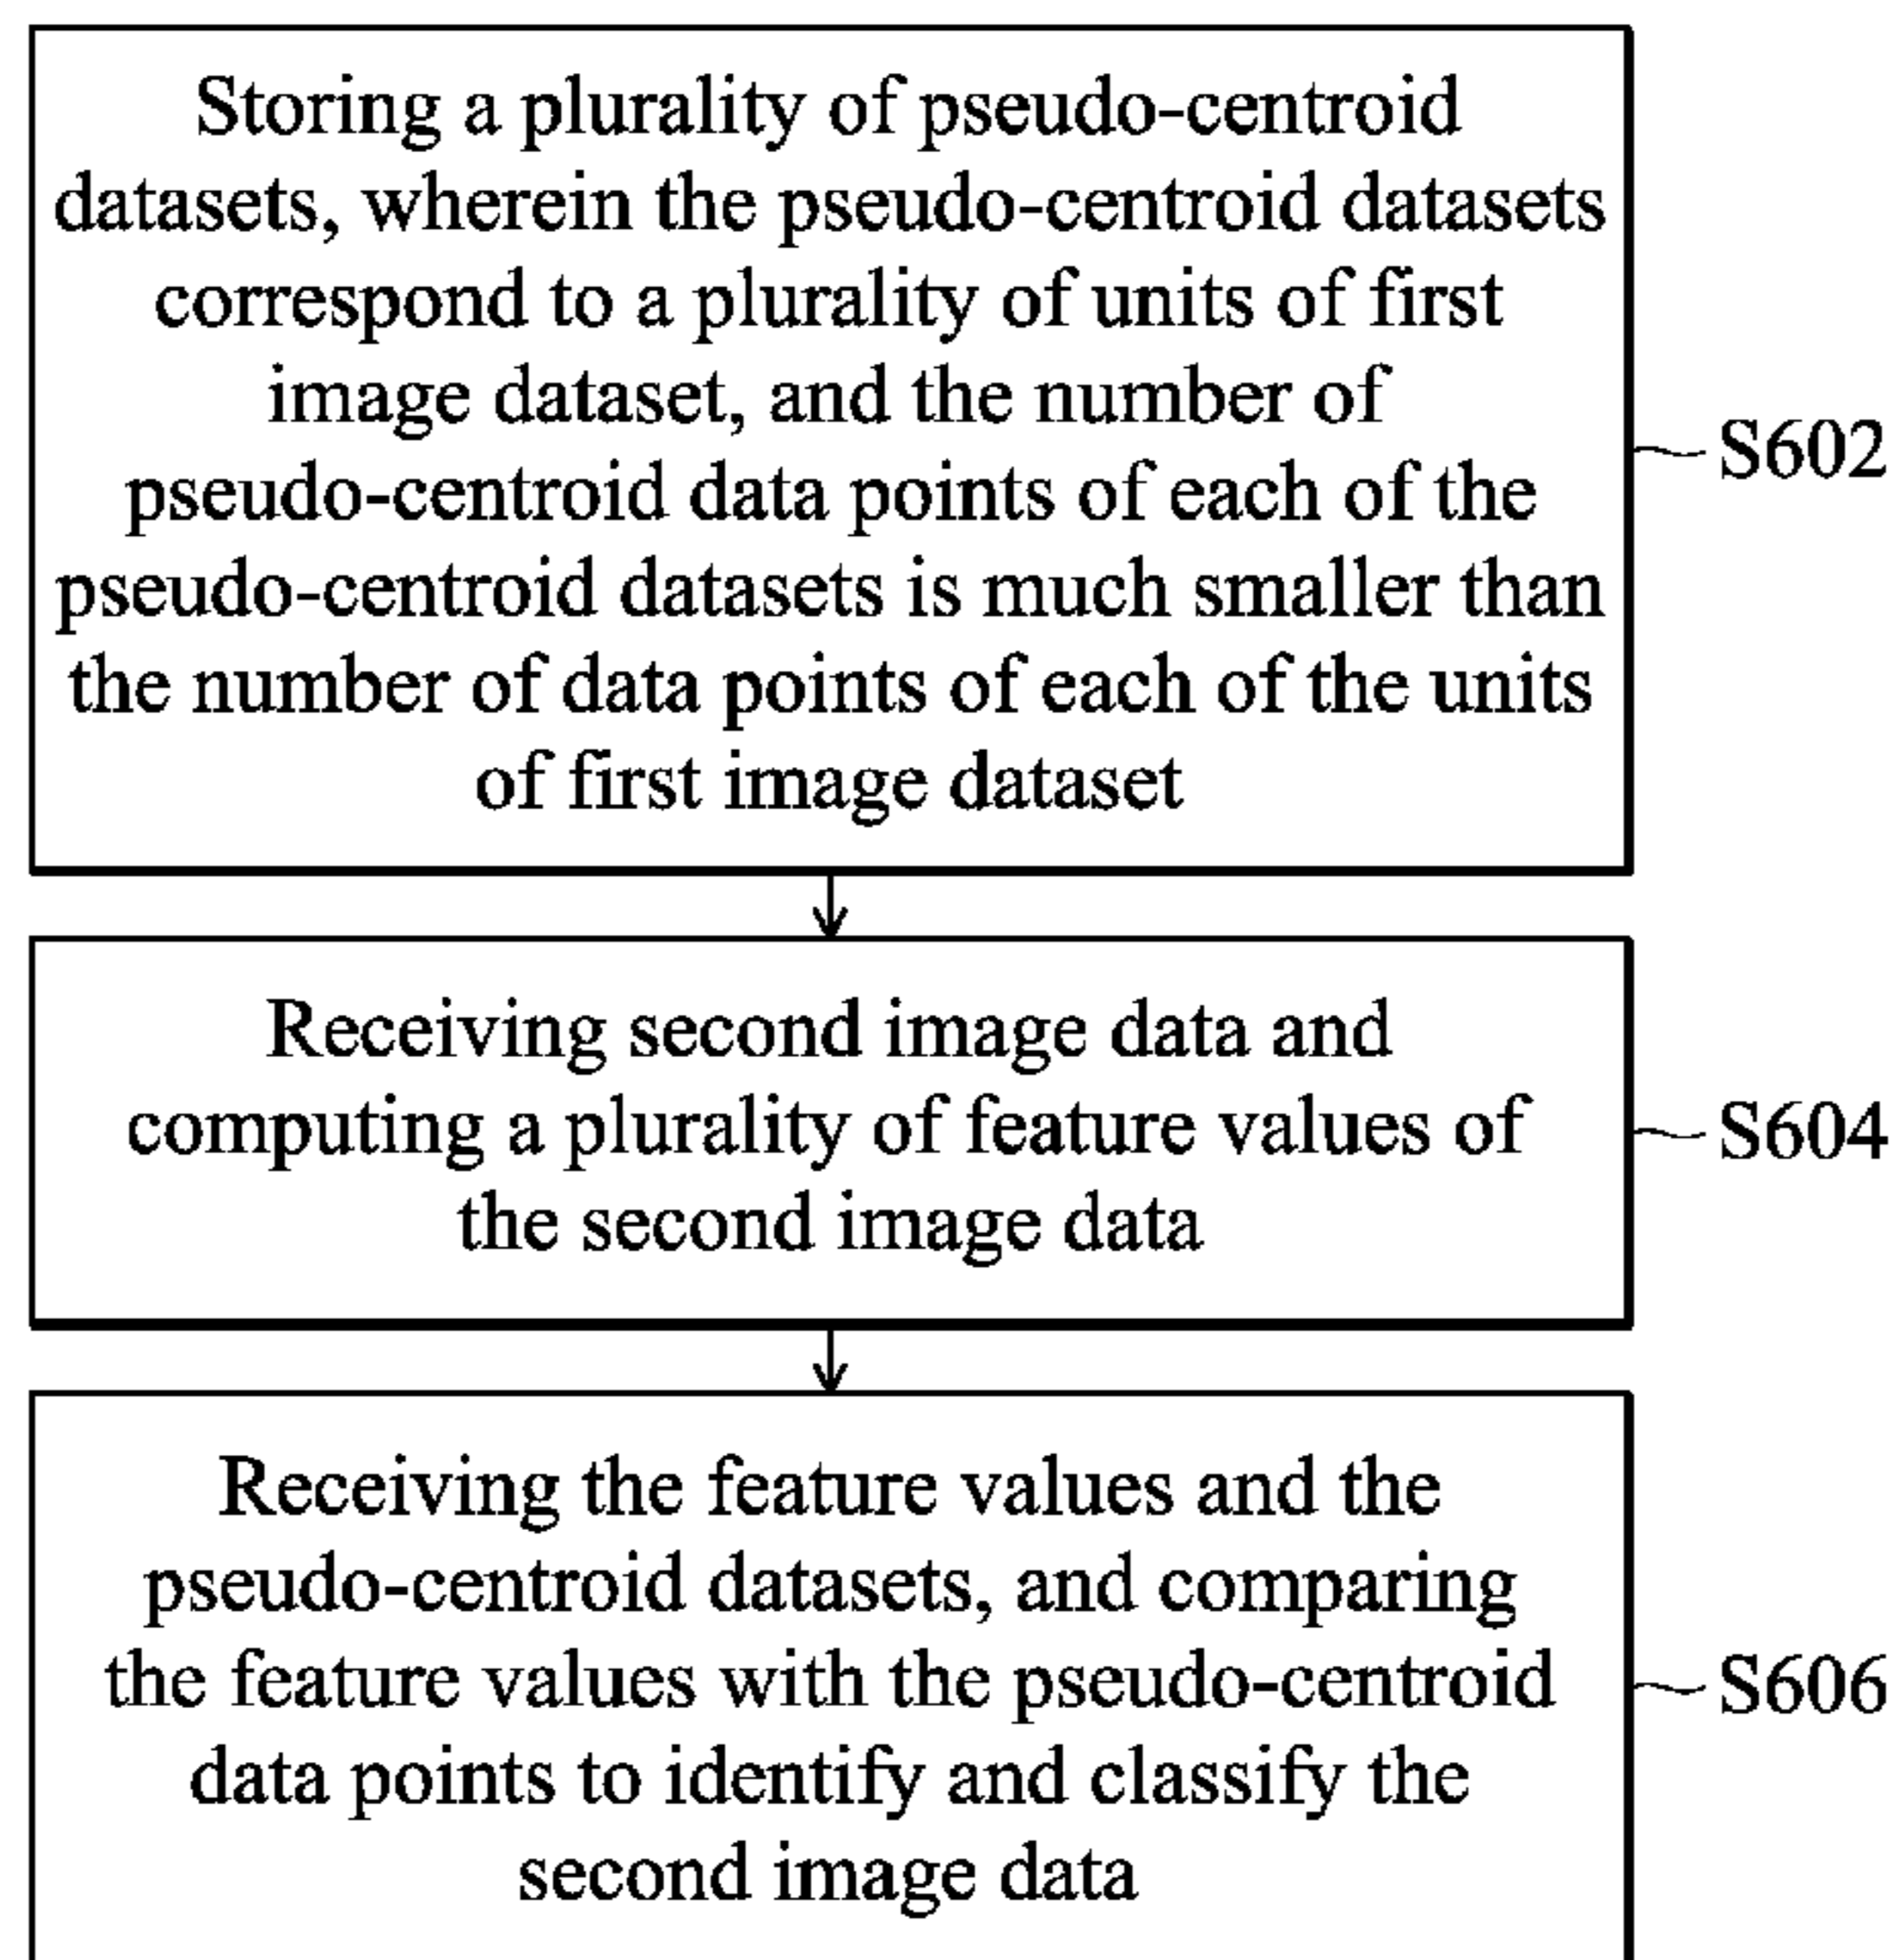 Storing a plurality of pseudo-centroid
datasets, wherein the pseudo-centroid datasets
correspond to a plurality of units of first
image dataset, and the number of
pseudo-centroid data points of each of the
pseudo-centroid datasets is much smaller than
the number of data points of each of the units
of first image dataset
S602
Receiving second image data and
computing a plurality of feature values of
the second image data
S604
Receiving the feature values and the
pseudo-centroid datasets, and comparing
the feature values with the pseudo-centroid
data points to identify and classify the
second image data
S606